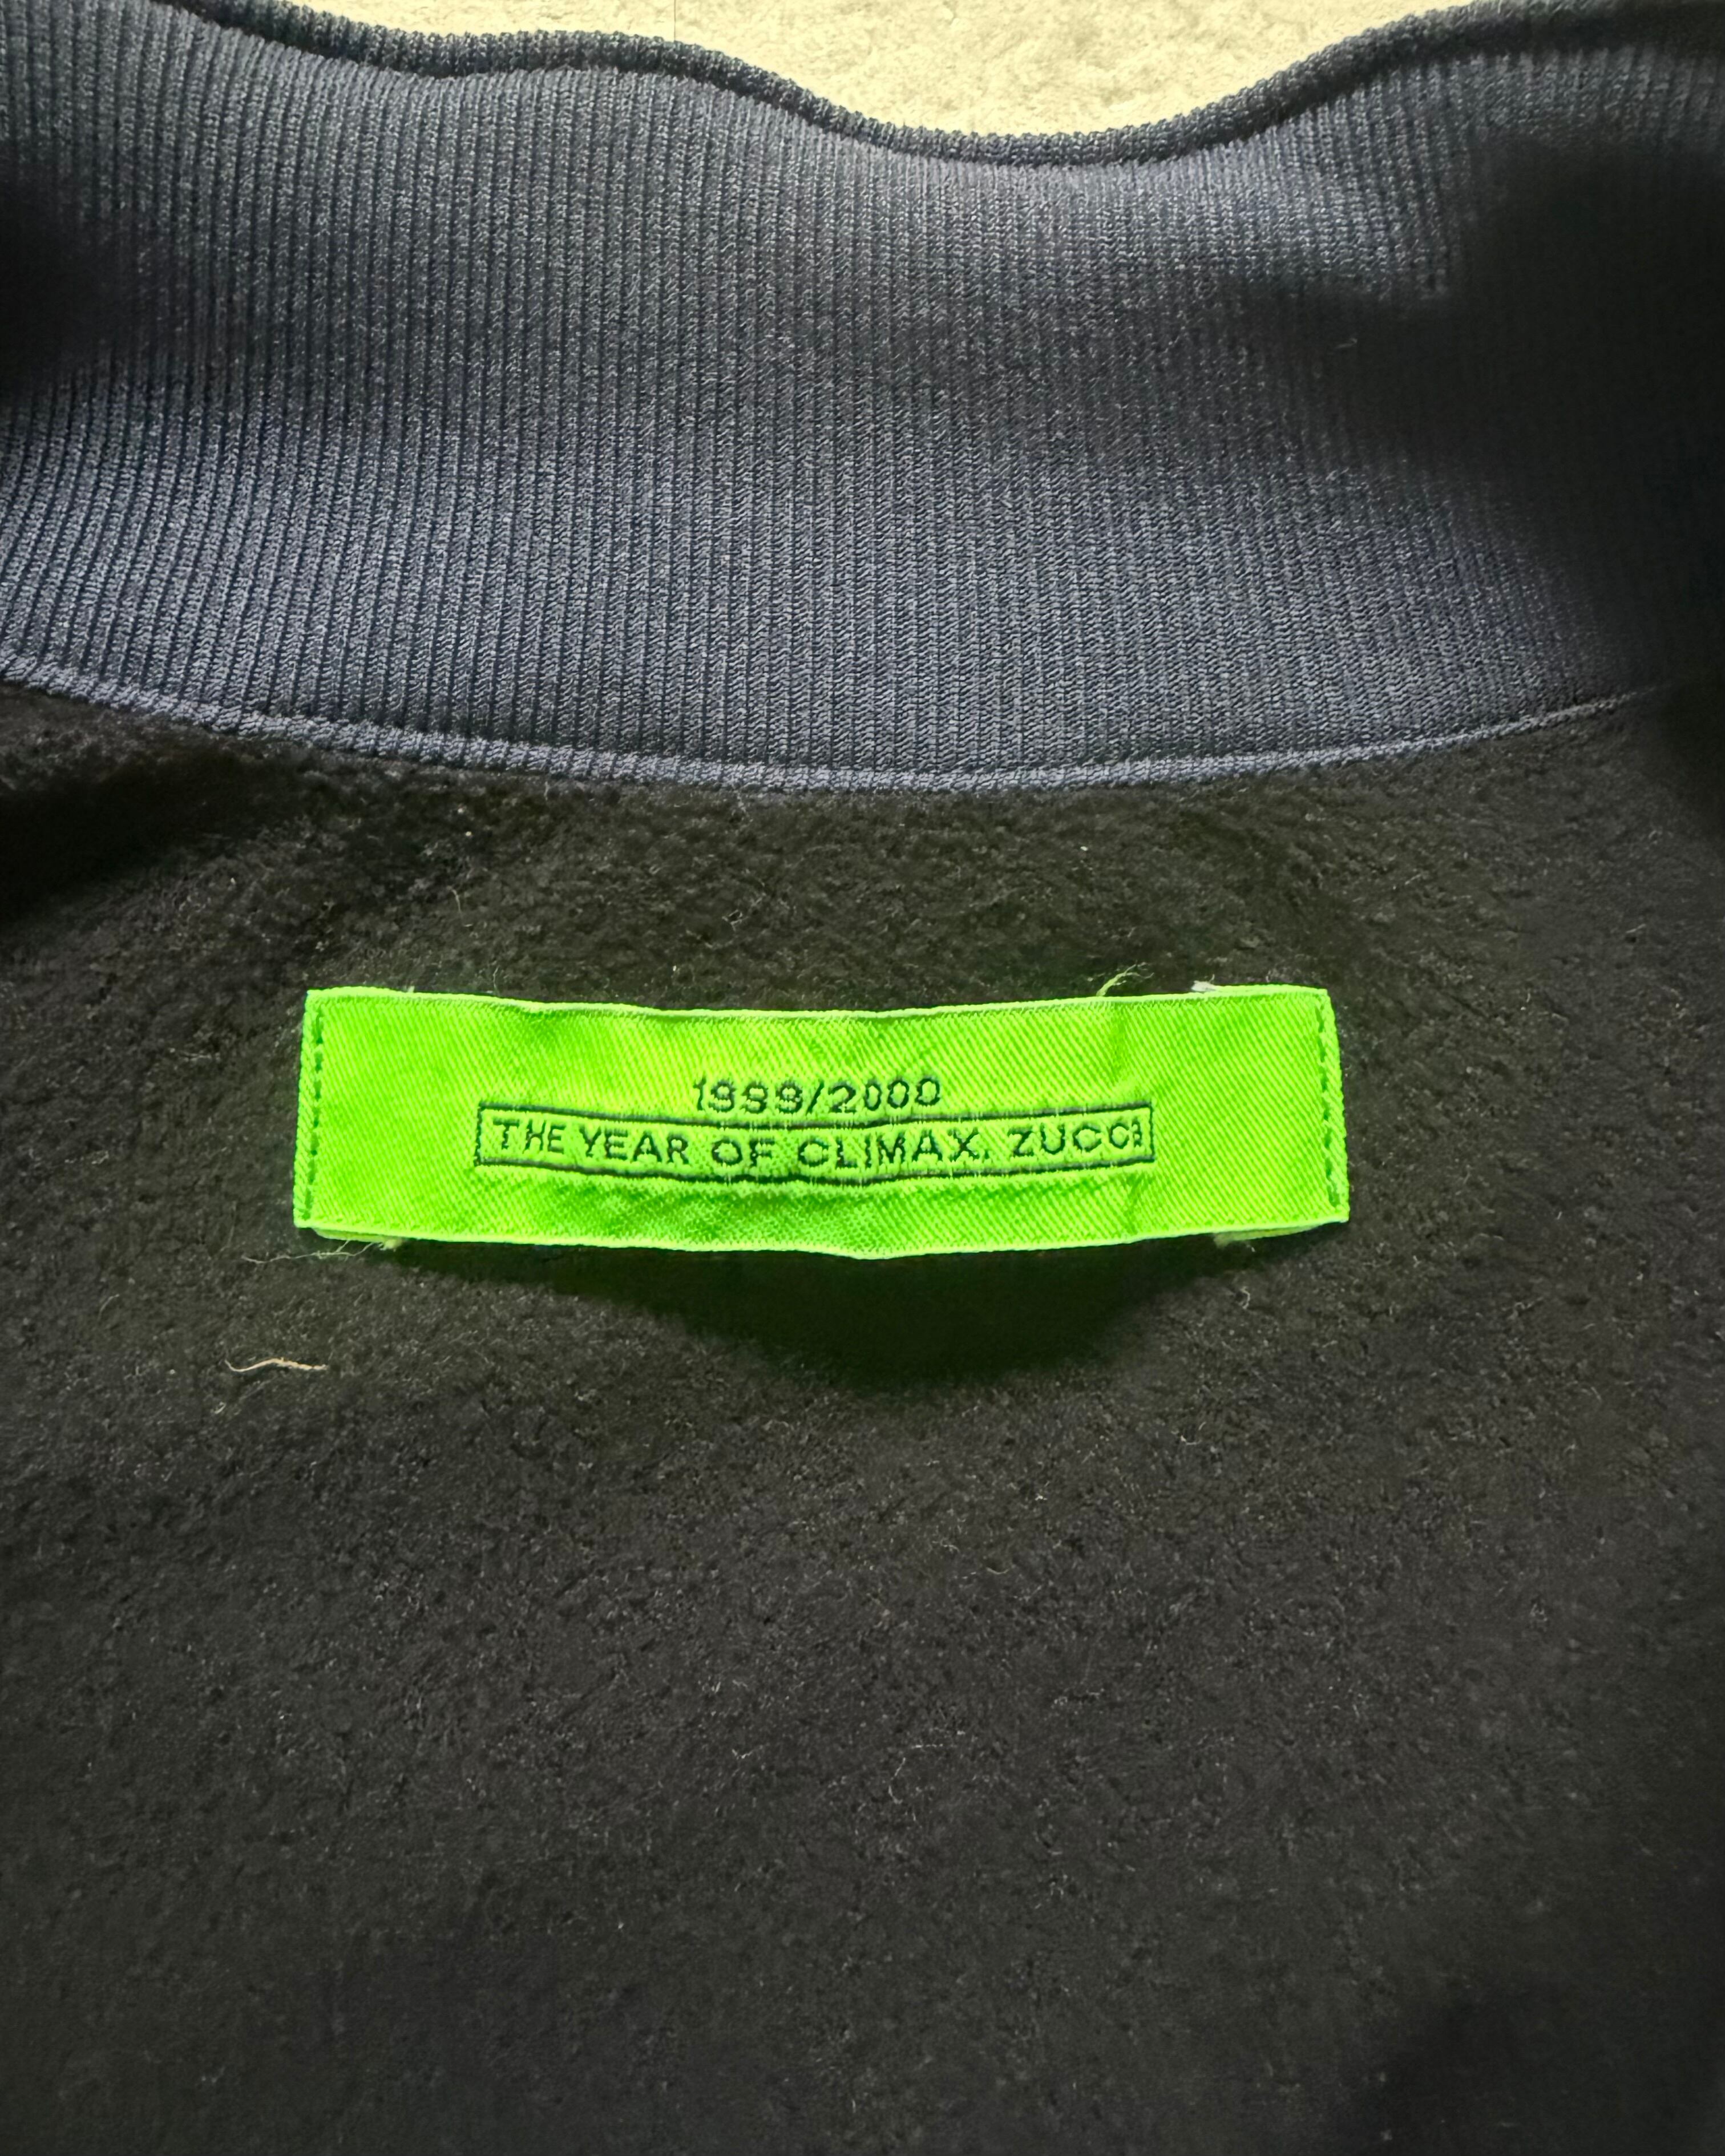 1999/2000
THE YEAR OF CLIMAX. ZUCCA